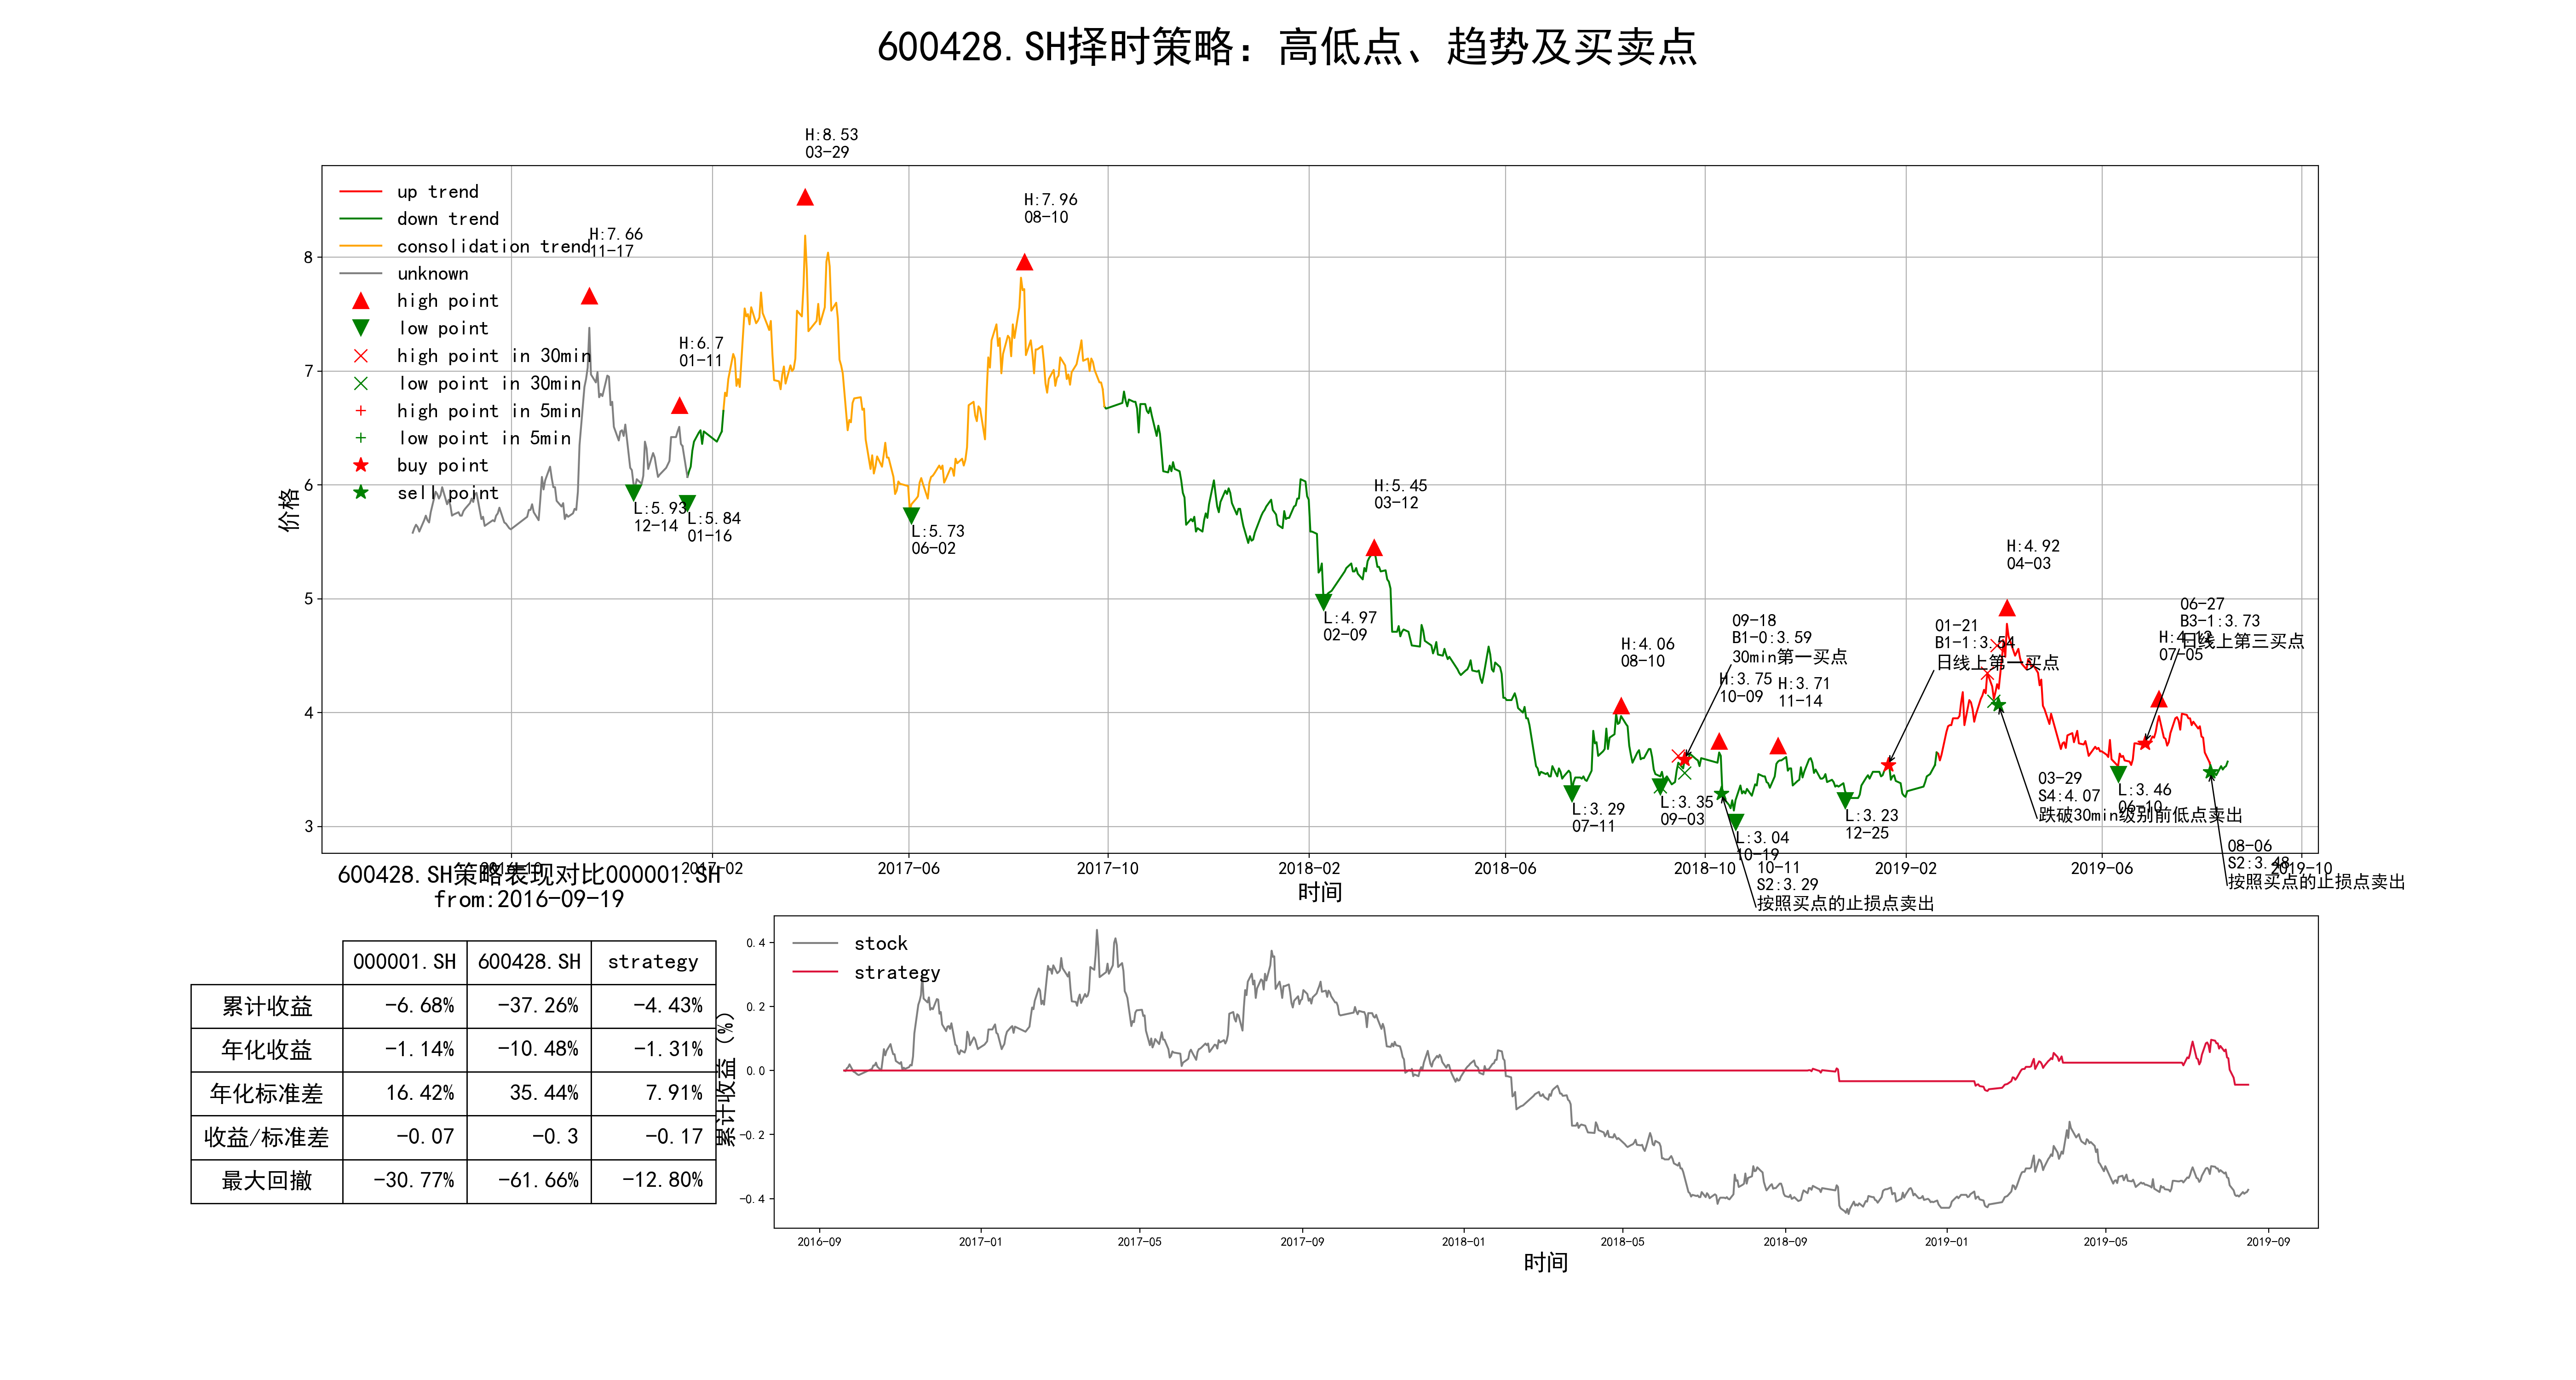 600428.SH择时策略：高低点、趋势及买卖点
H:8.53
03-29
up trend
down trend
consolidation trend
unknown
high point
low point
high point in 30min
low point in 30min
high point in 5min
low point in 5min
buy point
sell point
H:7.66
11-17
H:6.7
01-11
H:7.96
08-10
L:5.93
12-14
L:5.84
01-16
L:5.73
06-02
H:5.45
03-12
L:4.97
02-09
H:4.06
08-10
L:3.29
07-11
L:3.35
09-03
09-18
B1-0:3.59
30min第一买点
H:3.75
10-09
H:3.71
11-14
L:3.04
10-19
10-11
S2:3.29
按照买点的止损点卖出
L:3.23
12-25
01-21
B1-1:3.54
日线上第一买点
H:4.92
04-03
03-29
S4:4.07
跌破30min级别前低点卖出
L:3.46
06-10
06-27
B3-1:3.73
日线上第三买点
H:4.12
07-05
08-06
S2:3.48
按照买点的止损点卖出
8
7
6
5
4
3
价格
2016-10
2017-02
2017-06
2017-10
2018-02
2018-06
2018-10
2019-02
2019-06
2019-10
时间
600428.SH策略表现对比000001.SH
from:2016-09-19
000001.SH 600428.SH strategy
累计收益 -6.68% -37.26% -4.43%
年化收益 -1.14% -10.48% -1.31%
年化标准差 16.42% 35.44% 7.91%
收益/标准差 -0.07 -0.3 -0.17
最大回撤 -30.77% -61.66% -12.80%
stock
strategy
0.4
0.2
0.0
-0.2
-0.4
累计收益（%）
2016-09
2017-01
2017-05
2017-09
2018-01
2018-05
2018-09
2019-01
2019-05
2019-09
时间